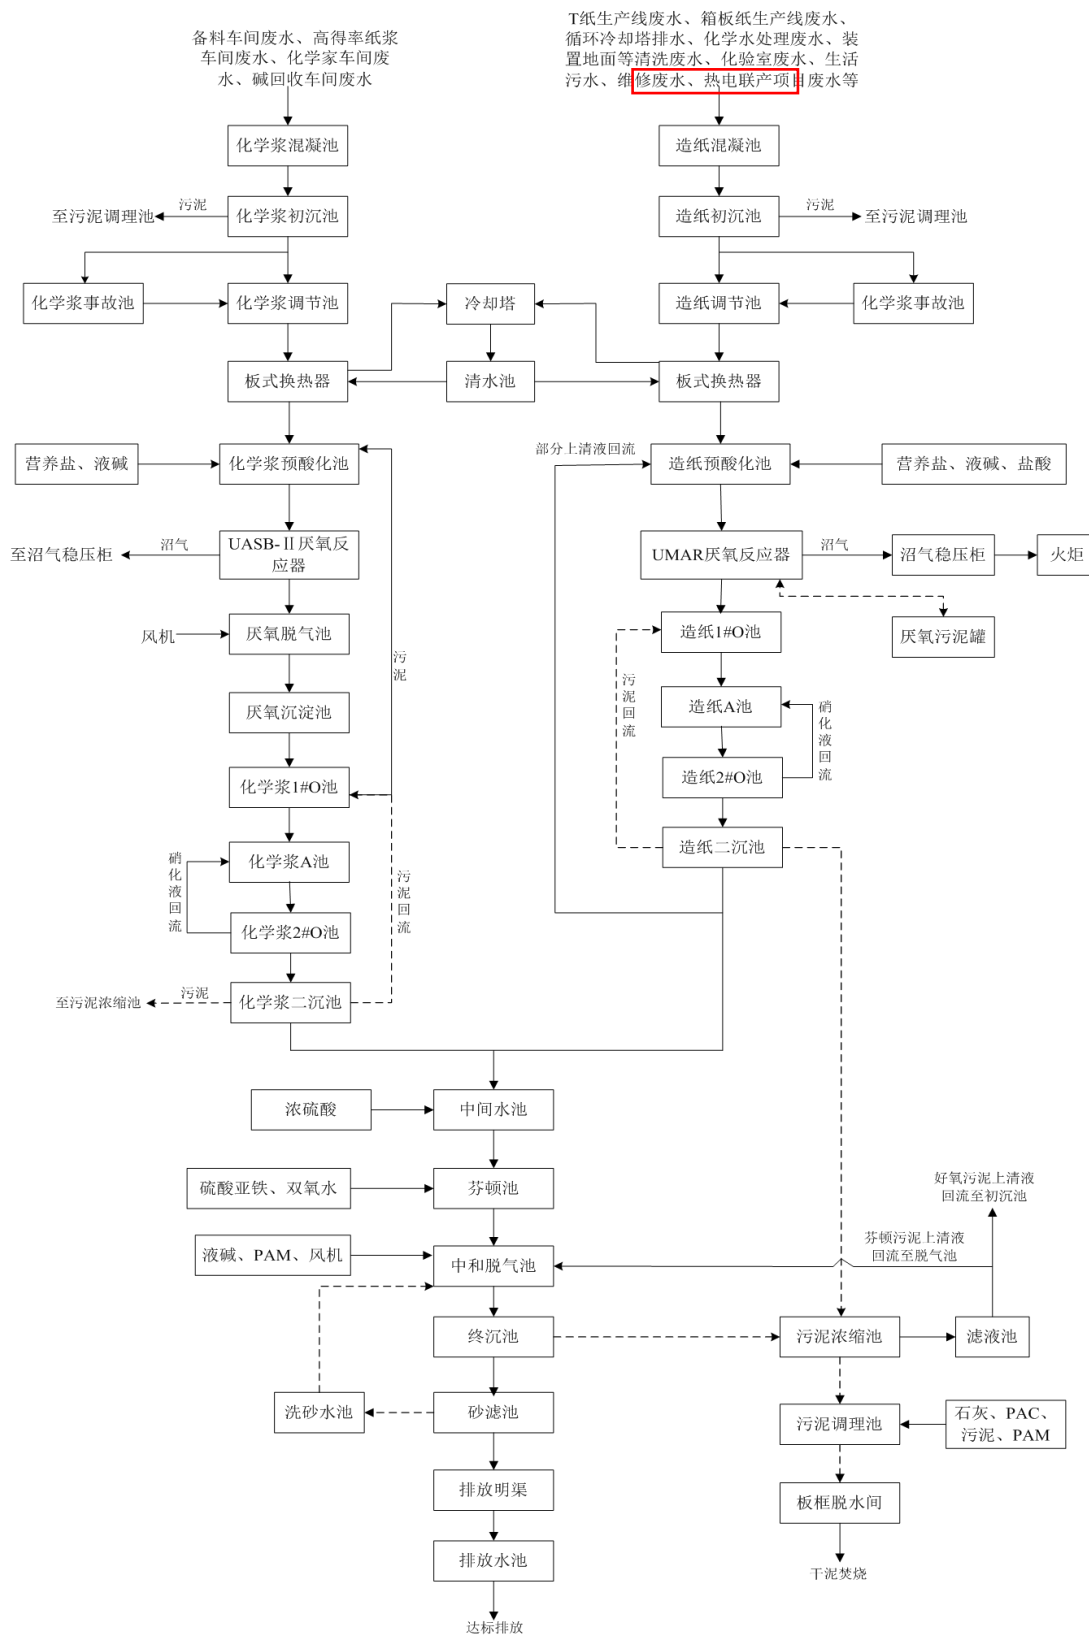 备料车间废水、高得率纸浆
车间废水、化学家车间废
水、碱回收车间废水
T纸生产线废水、箱板纸生产线废水、
循环冷却塔排水、化学水处理废水、装
置地面等清洗废水、化验室废水、生活
污水、维修废水、热电联产项目废水等
化学浆混凝池
造纸混凝池
至污泥调理池
污泥
化学浆初沉池
造纸初沉池
污泥
至污泥调理池
化学浆事故池
化学浆调节池
冷却塔
造纸调节池
化学浆事故池
板式换热器
清水池
板式换热器
营养盐、液碱
化学浆预酸化池
部分上清液回流
造纸预酸化池
营养盐、液碱、盐酸
至沼气稳压柜
沼气
UASB-Ⅱ厌氧反
应器
UMAR厌氧反应器
沼气
沼气稳压柜
火炬
风机
厌氧脱气池
污泥
造纸1#O池
厌氧污泥罐
厌氧沉淀池
污泥回流
造纸A池
硝化液回流
化学浆1#O池
造纸2#O池
硝化液回流
化学浆A池
污泥回流
造纸二沉池
化学浆2#O池
至污泥浓缩池
污泥
化学浆二沉池
浓硫酸
中间水池
硫酸亚铁、双氧水
芬顿池
好氧污泥上清液
回流至初沉池
液碱、PAM、风机
中和脱气池
芬顿污泥上清液
回流至脱气池
终沉池
污泥浓缩池
滤液池
洗砂水池
砂滤池
污泥调理池
石灰、PAC、
污泥、PAM
排放明渠
板框脱水间
排放水池
干泥焚烧
达标排放